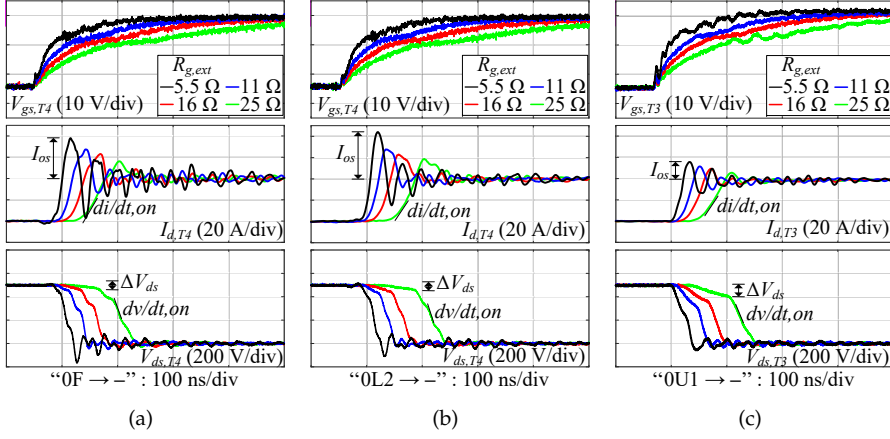 R_g,ext
5.5 Ω 11 Ω
16 Ω 25 Ω
V_gs,T4 (10 V/div)
I_os
di/dt,on
I_d,T4 (20 A/div)
ΔV_ds
dv/dt,on
V_ds,T4 (200 V/div)
“0F → –” : 100 ns/div
(a)
R_g,ext
5.5 Ω 11 Ω
16 Ω 25 Ω
V_gs,T4 (10 V/div)
I_os
di/dt,on
I_d,T4 (20 A/div)
ΔV_ds
dv/dt,on
V_ds,T4 (200 V/div)
“0L2 → –” : 100 ns/div
(b)
R_g,ext
5.5 Ω 11 Ω
16 Ω 25 Ω
V_gs,T3 (10 V/div)
I_os
di/dt,on
I_d,T3 (20 A/div)
ΔV_ds
dv/dt,on
V_ds,T3 (200 V/div)
“0U1 → –” : 100 ns/div
(c)